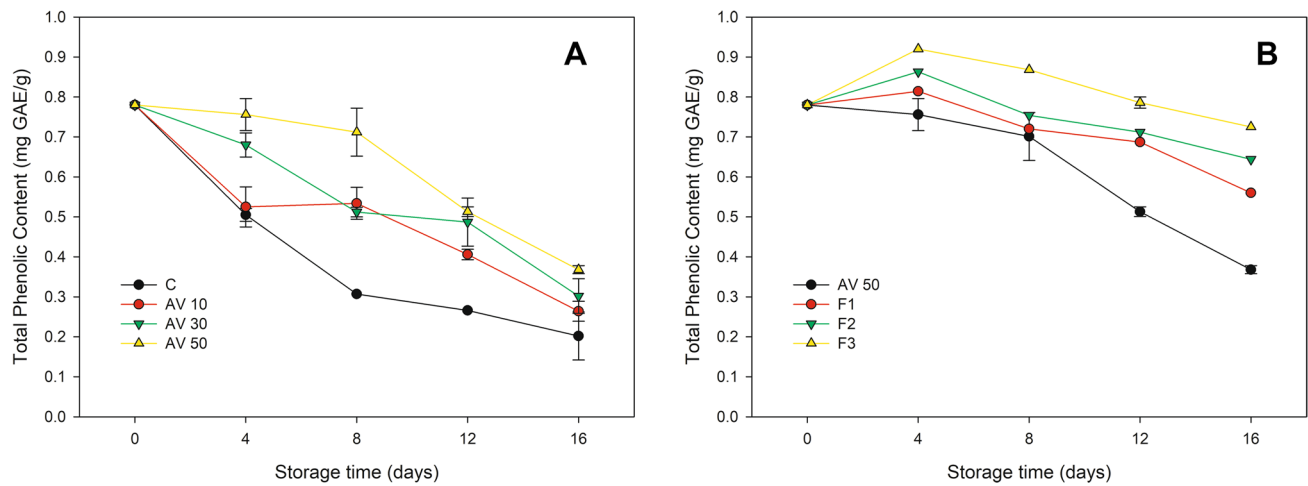 Total Phenolic Content (mg GAE/g)
1.0
0.9
0.8
0.7
0.6
0.5
0.4
0.3
0.2
0.1
0.0
A
C
AV 10
AV 30
AV 50
0 4 8 12 16
Storage time (days)
Total Phenolic Content (mg GAE/g)
1.0
0.9
0.8
0.7
0.6
0.5
0.4
0.3
0.2
0.1
0.0
B
AV 50
F1
F2
F3
0 4 8 12 16
Storage time (days)